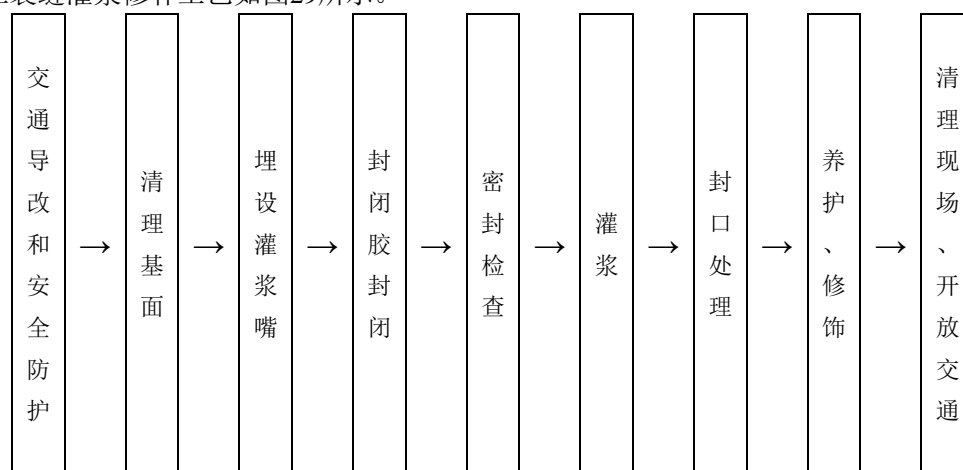 裂缝灌浆修补工艺如图29所示。
交通导改和安全防护
→
清理基面
→
埋设灌浆嘴
→
封闭胶封闭
→
密封检查
→
灌浆
→
封口处理
→
养护、修饰
→
清理现场、开放交通